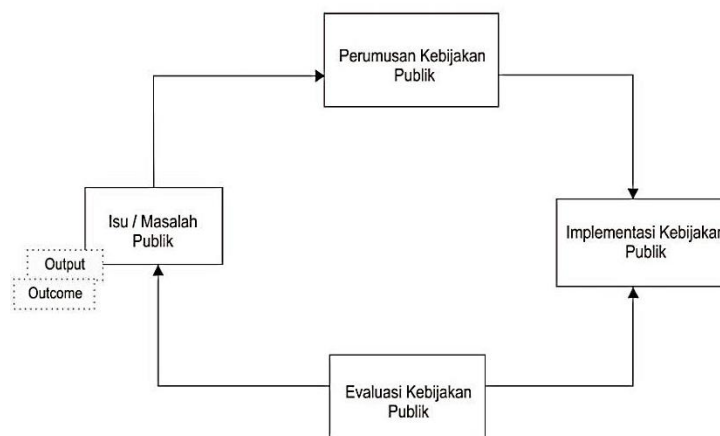 Perumusan Kebijakan
Publik
Isu / Masalah
Publik
Output
Outcome
Implementasi Kebijakan
Publik
Evaluasi Kebijakan
Publik